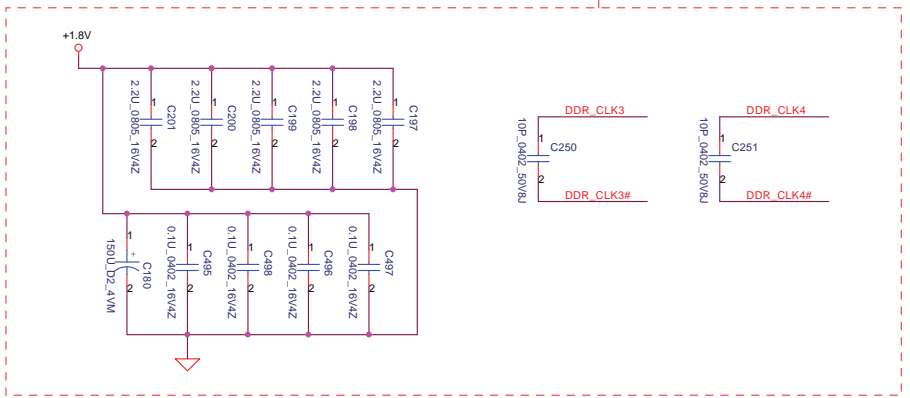 +1.8V
1
2
C201
2.2U_0805_16V4Z
1
2
C200
2.2U_0805_16V4Z
1
2
C199
2.2U_0805_16V4Z
1
2
C198
2.2U_0805_16V4Z
1
2
C197
2.2U_0805_16V4Z
1
+
2
C180
150U_D2_4VM
1
2
C495
0.1U_0402_16V4Z
1
2
C498
0.1U_0402_16V4Z
1
2
C496
0.1U_0402_16V4Z
1
2
C497
0.1U_0402_16V4Z
DDR_CLK3
1
C250
2
10P_0402_50V8J
DDR_CLK3#
DDR_CLK4
1
C251
2
10P_0402_50V8J
DDR_CLK4#